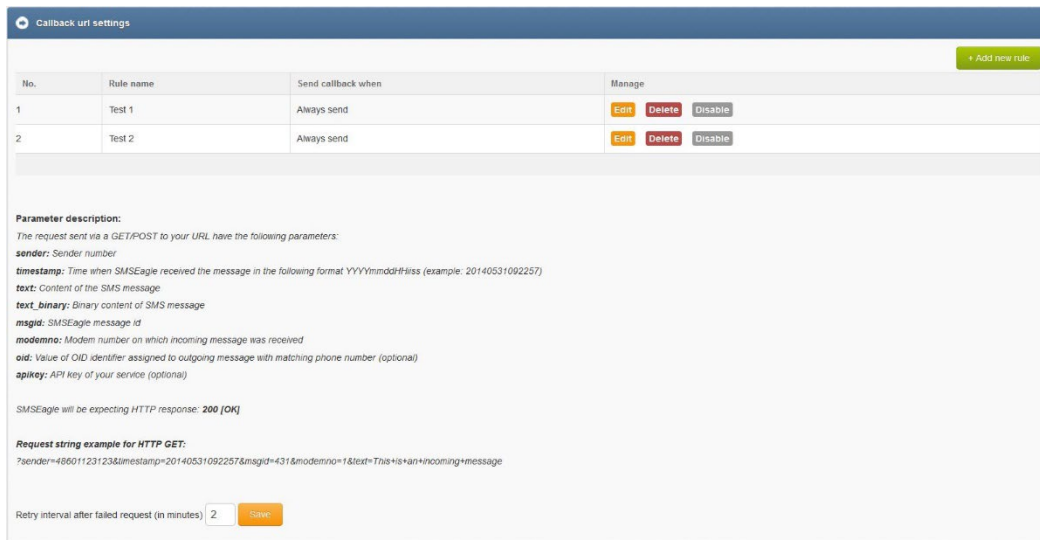 Callback url settings
+ Add new rule
No. Rule name Send callback when Manage
1 Test 1 Always send Edit Delete Disable
2 Test 2 Always send Edit Delete Disable
Parameter description:
The request sent via a GET/POST to your URL have the following parameters:
sender: Sender number
timestamp: Time when SMSEagle received the message in the following format YYYYmmddHHiiss (example: 20140531092257)
text: Content of the SMS message
text_binary: Binary content of SMS message
msgid: SMSEagle message id
modemno: Modem number on which incoming message was received
oid: Value of OID identifier assigned to outgoing message with matching phone number (optional)
apikey: API key of your service (optional)
SMSEagle will be expecting HTTP response: 200 [OK]
Request string example for HTTP GET:
?sender=48601123123&timestamp=20140531092257&msgid=431&modemno=1&text=This+is+an+incoming+message
Retry interval after failed request (in minutes) 2 Save